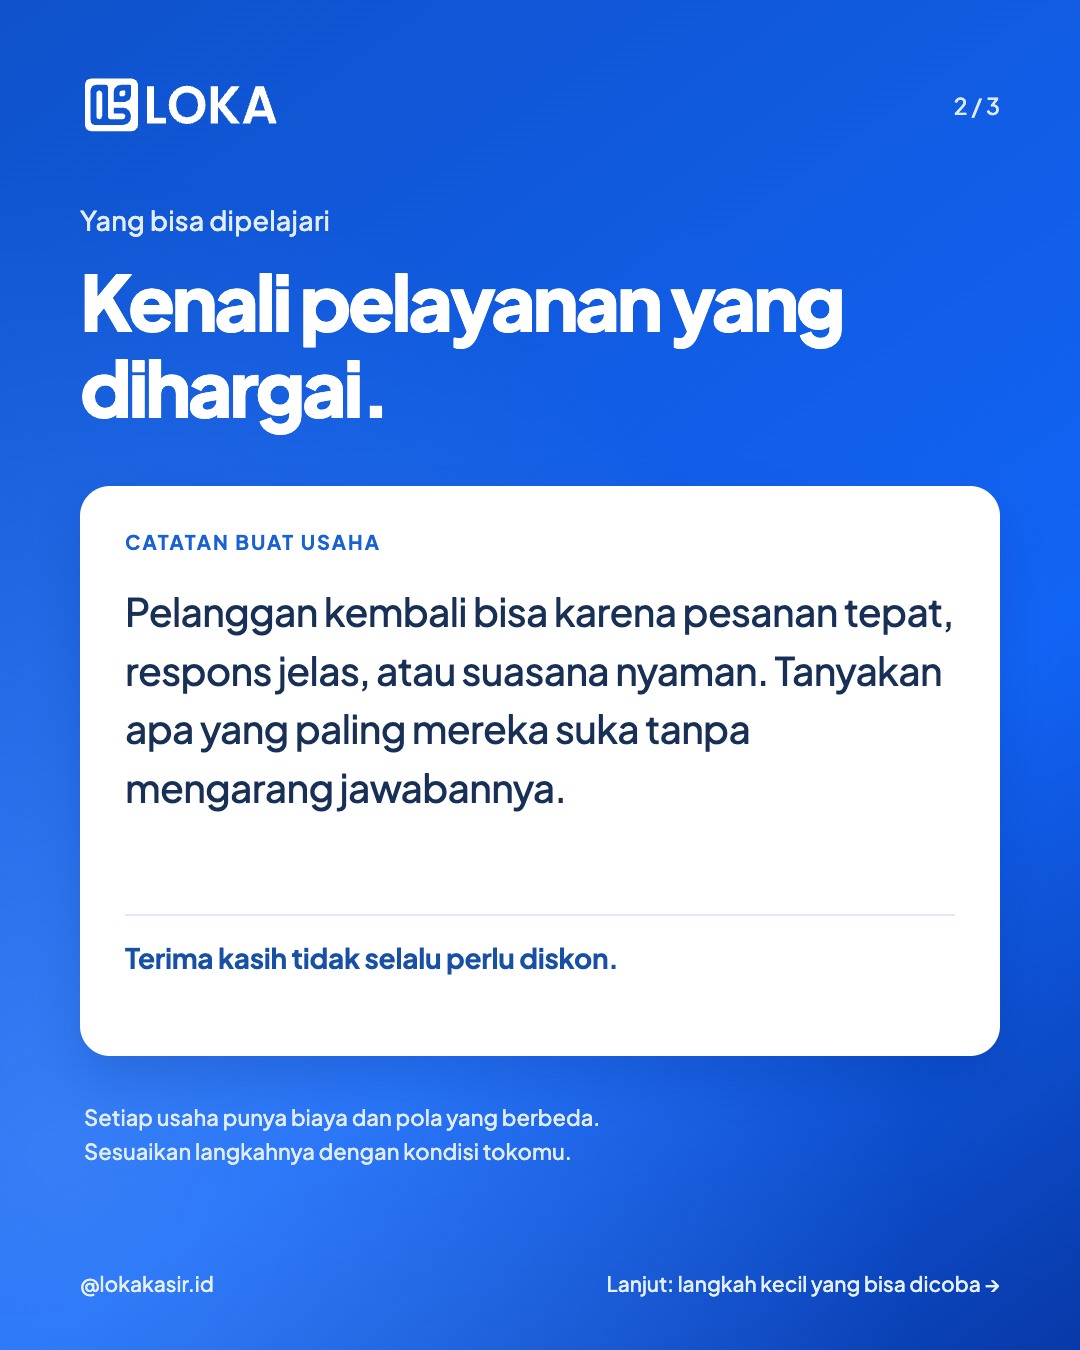 LOKA
2 / 3
Yang bisa dipelajari
Kenali pelayanan yang
dihargai.
CATATAN BUAT USAHA
Pelanggan kembali bisa karena pesanan tepat,
respons jelas, atau suasana nyaman. Tanyakan
apa yang paling mereka suka tanpa
mengarang jawabannya.
Terima kasih tidak selalu perlu diskon.
Setiap usaha punya biaya dan pola yang berbeda.
Sesuaikan langkahnya dengan kondisi tokomu.
@lokakasir.id
Lanjut: langkah kecil yang bisa dicoba →